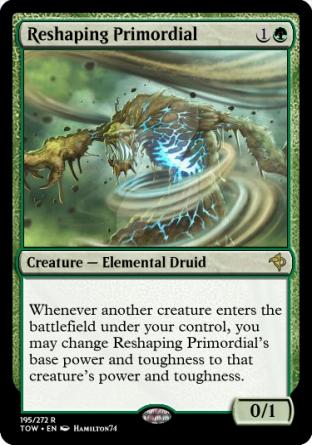 Reshaping Primordial 1
Creature — Elemental Druid
Whenever another creature enters the
battlefield under your control, you
may change Reshaping Primordial's
base power and toughness to that
creature's power and toughness.
0/1
195/272 R
TOW • EN HAMILTON74